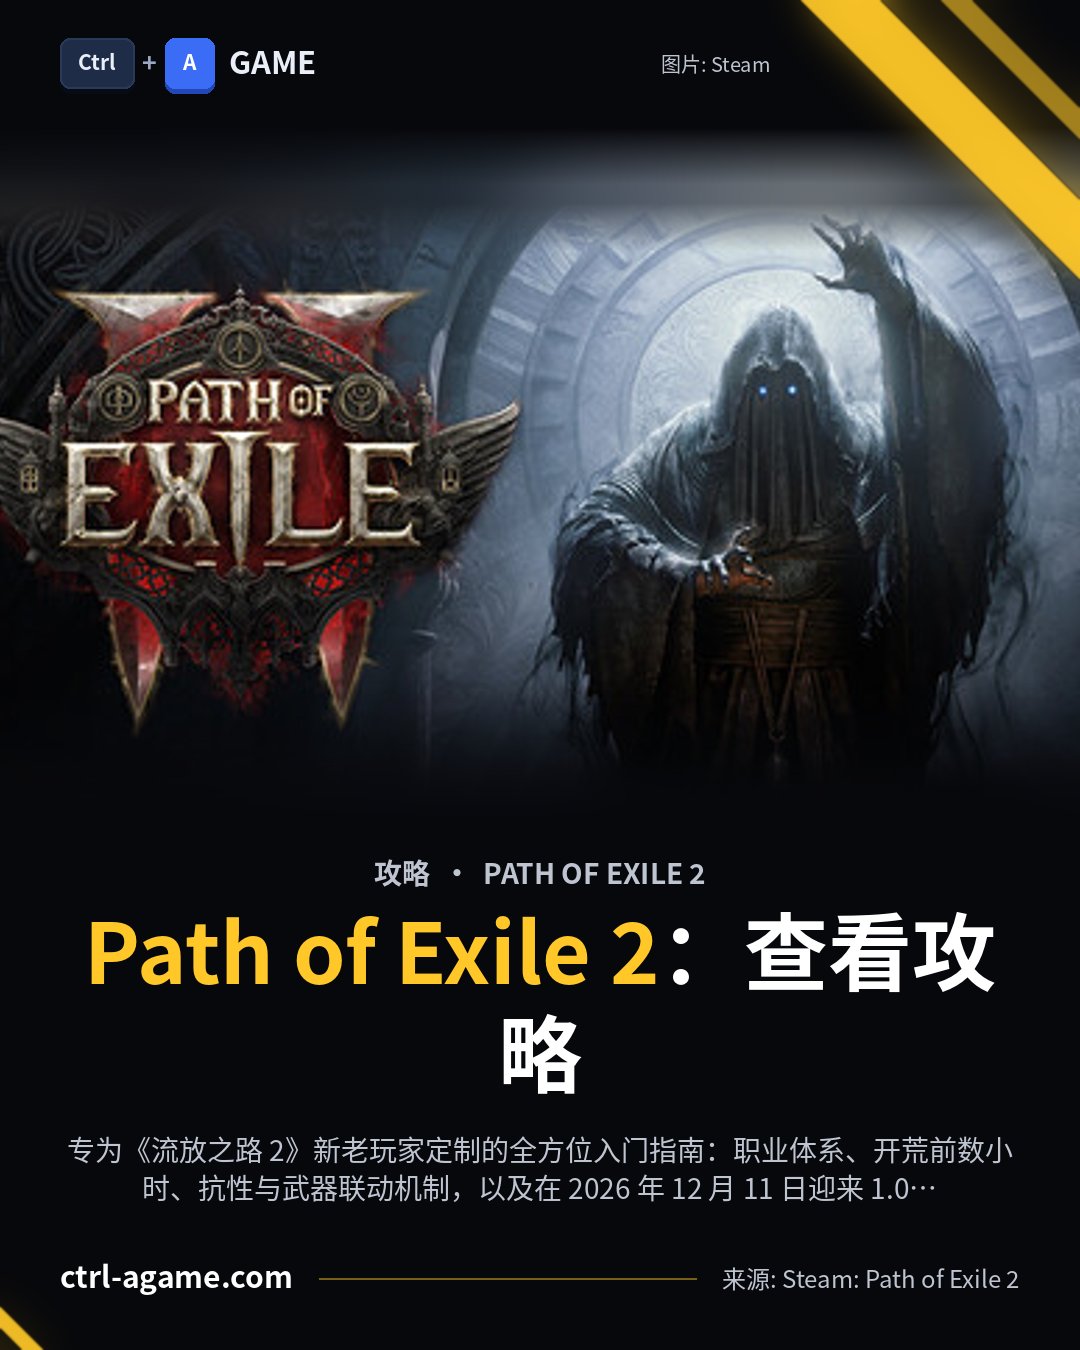 Ctrl + A GAME
图片: Steam
PATH OF
EXILE
攻略 • PATH OF EXILE 2
Path of Exile 2：查看攻
略
专为《流放之路 2》新老玩家定制的全方位入门指南：职业体系、开荒前数小
时、抗性与武器联动机制，以及在 2026 年 12 月 11 日迎来 1.0…
ctrl-agame.com
来源: Steam: Path of Exile 2